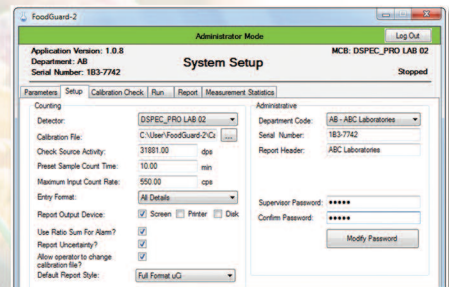 FoodGuard-2
Administrator Mode
Log Out
Application Version: 1.0.8
MCB: DSPEC_PRO LAB 02
Department: AB
System Setup
Serial Number: 1B3-7742
Stopped
Parameters Setup Calibration Check Run Report Measurement Statistics
Counting
Administrative
Detector: DSPEC_PRO LAB 02
Department Code: AB - ABC Laboratories
Calibration File: C:\User\FoodGuard-2\Ca ...
Serial Number: 1B3-7742
Check Source Activity: 31881.00 dps
Report Header: ABC Laboratories
Preset Sample Count Time: 10.00 min
Maximum Input Count Rate: 550.00 cps
Entry Format: All Details
Supervisor Password: •••••
Report Output Device: Screen Printer Disk
Confirm Password: •••••
Use Ratio Sum For Alarm?
Modify Password
Report Uncertainty?
Allow operator to change
calibration file?
Default Report Style: Full Format uCi